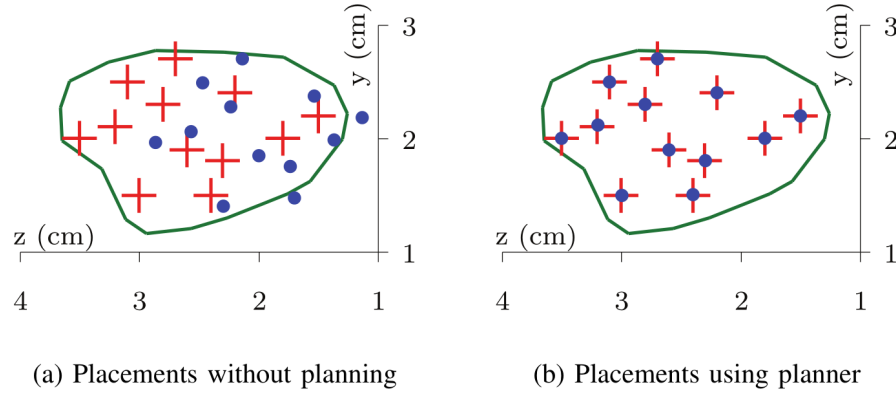 3
y (cm)
2
z (cm)
1
4 3 2 1
(a) Placements without planning
3
y (cm)
2
z (cm)
1
4 3 2 1
(b) Placements using planner